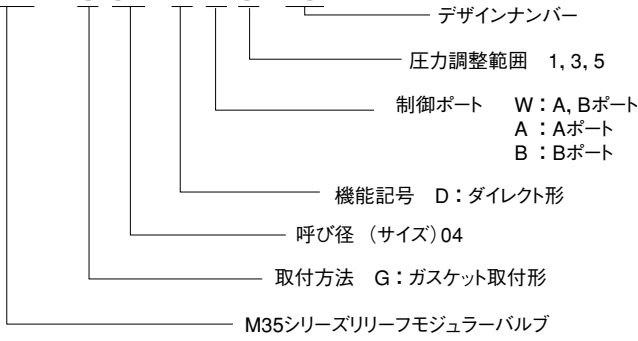 デザインナンバー
圧力調整範囲 1, 3, 5
制御ポート W：A, Bポート
A ：Aポート
B ：Bポート
機能記号 D：ダイレクト形
呼び径 （サイズ）04
取付方法 G：ガスケット取付形
M35シリーズリリーフモジュラーバルブ